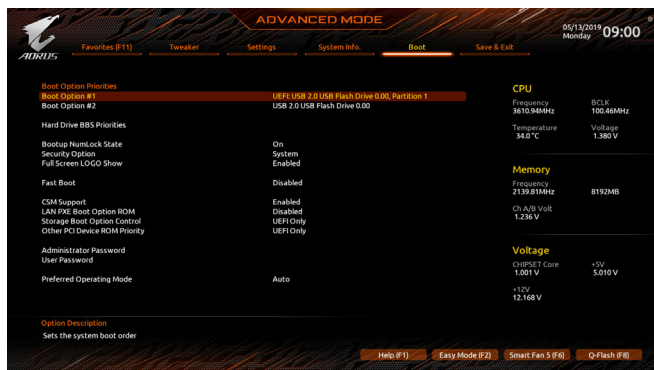 ADVANCED MODE
05/13/2019 Monday 09:00
AORUS
Favorites (F11) Tweaker Settings System Info. Boot Save & Exit
Boot Option Priorities
Boot Option #1 UEFI: USB 2.0 USB Flash Drive 0.00, Partition 1
Boot Option #2 USB 2.0 USB Flash Drive 0.00
Hard Drive BBS Priorities
Bootup NumLock State On
Security Option System
Full Screen LOGO Show Enabled
Fast Boot Disabled
CSM Support Enabled
LAN PXE Boot Option ROM Disabled
Storage Boot Option Control UEFI Only
Other PCI Device ROM Priority UEFI Only
Administrator Password
User Password
Preferred Operating Mode Auto
CPU
Frequency BCLK
3610.94MHz 100.46MHz
Temperature Voltage
34.0 °C 1.380 V
Memory
Frequency
2139.81MHz 8192MB
Ch A/B Volt
1.236 V
Voltage
CHIPSET Core +5V
1.001 V 5.010 V
+12V
12.168 V
Option Description
Sets the system boot order
Help (F1) Easy Mode (F2) Smart Fan 5 (F6) Q-Flash (F8)